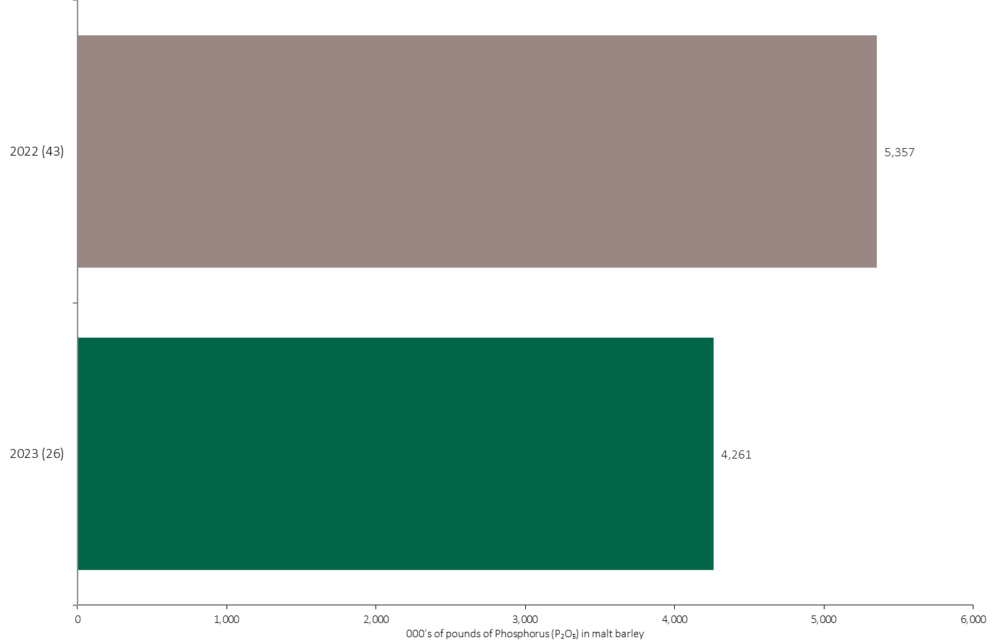 2022 (43)
5,357
2023 (26)
4,261
0 1,000 2,000 3,000 4,000 5,000 6,000
000's of pounds of Phosphorus (P₂O₅) in malt barley